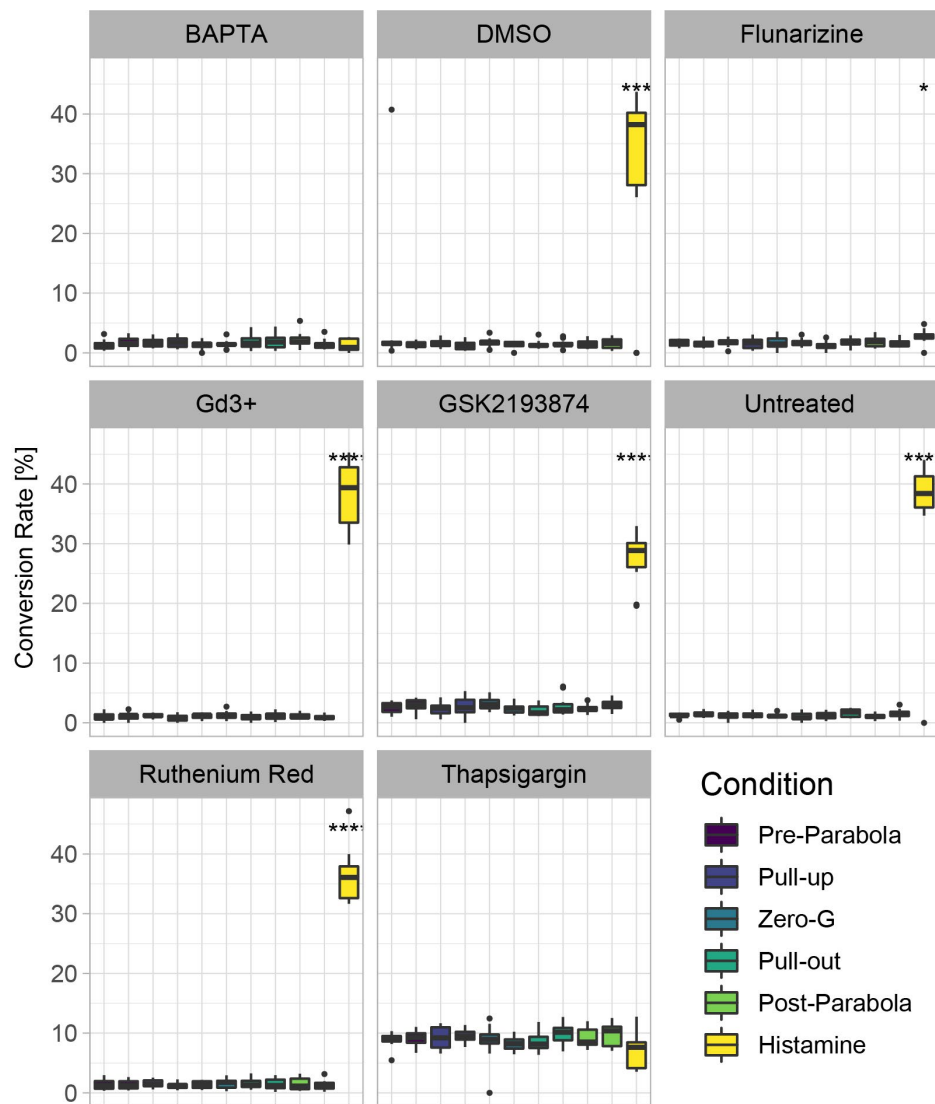 BAPTA DMSO Flunarizine
*** *
40
30
20
10
0
Gd3+ GSK2193874 Untreated
**** **** ***
40
30
20
10
0
Conversion Rate [%]
Ruthenium Red Thapsigargin
****
40
30
20
10
0
Condition
Pre-Parabola
Pull-up
Zero-G
Pull-out
Post-Parabola
Histamine